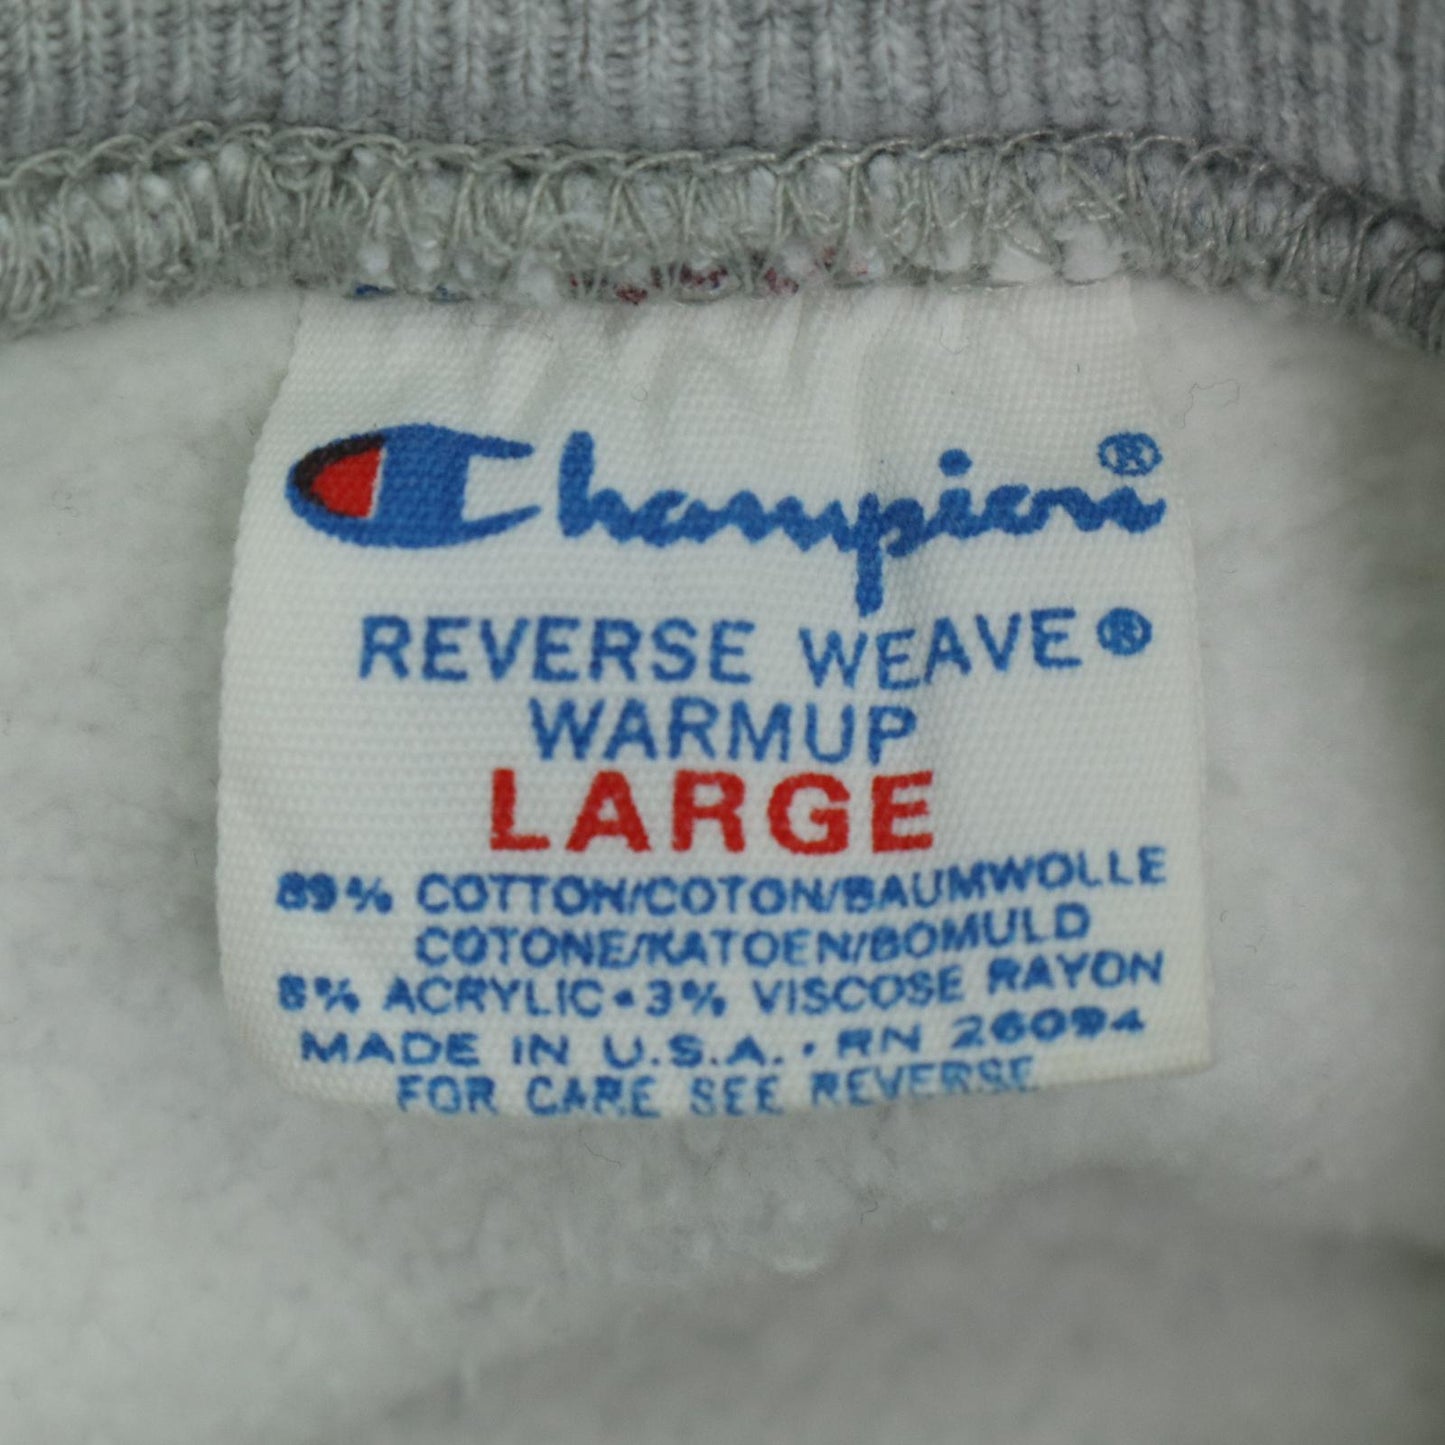 Champion®
REVERSE WEAVE®
WARMUP
LARGE
89% COTTON/COTON/BAUMWOLLE
COTONE/KATOEN/BOMULD
8% ACRYLIC • 3% VISCOSE RAYON
MADE IN U.S.A. • RN 26094
FOR CARE SEE REVERSE